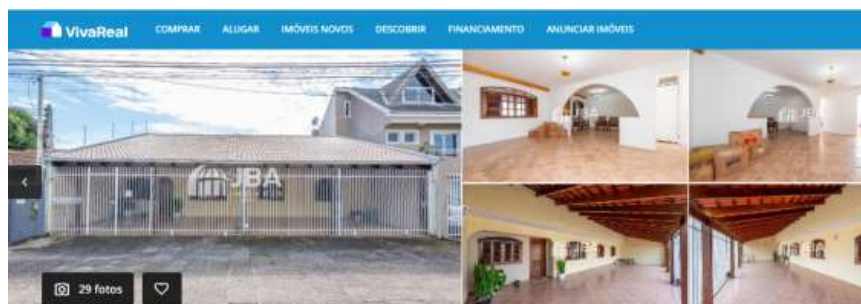 VivaReal COMPRAR ALUGAR IMÓVEIS NOVOS DESCOBRIR FINANCIAMENTO ANUNCIAR IMÓVEIS
JBA
29 fotos